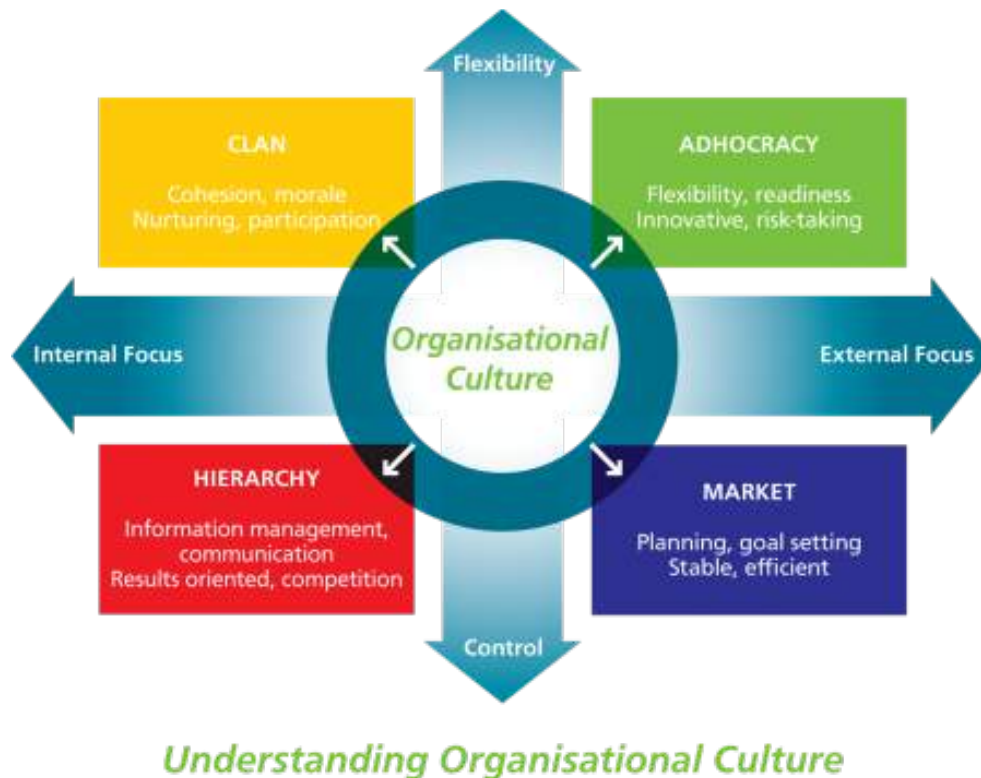 Flexibility
CLAN
Cohesion, morale
Nurturing, participation
ADHOCRACY
Flexibility, readiness
Innovative, risk-taking
Internal Focus
Organisational
Culture
External Focus
HIERARCHY
Information management,
communication
Results oriented, competition
MARKET
Planning, goal setting
Stable, efficient
Control
Understanding Organisational Culture